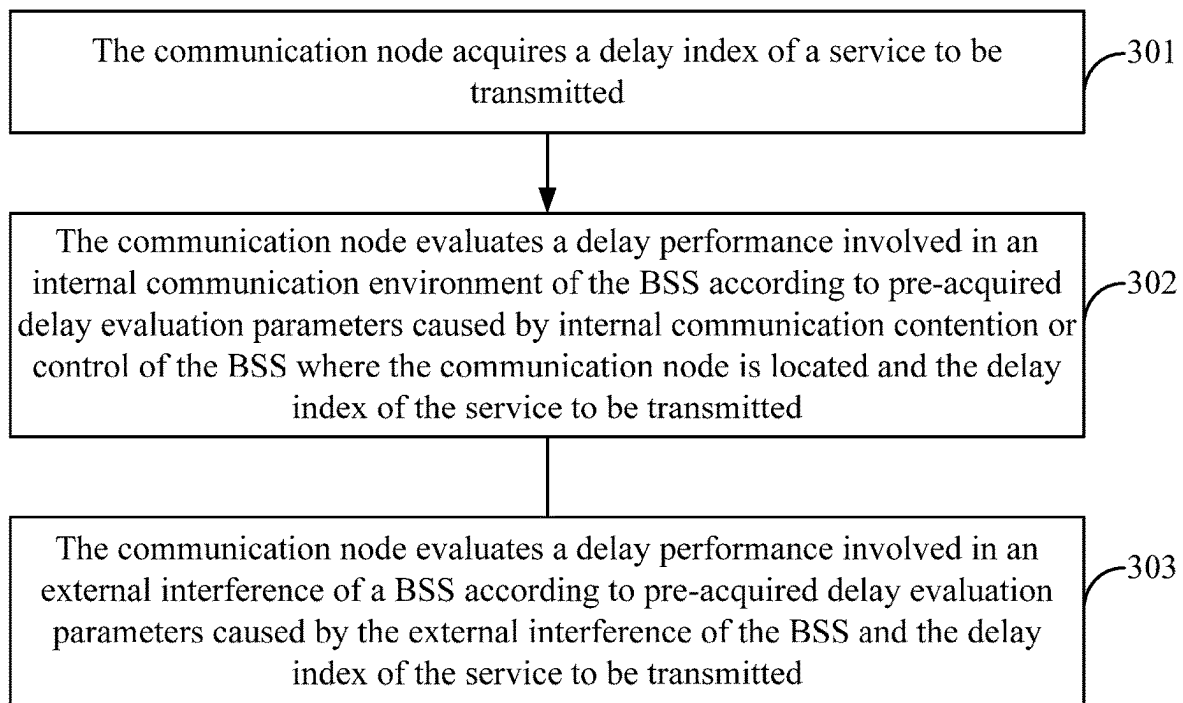 The communication node acquires a delay index of a service to be
transmitted
301
The communication node evaluates a delay performance involved in an
internal communication environment of the BSS according to pre-acquired
delay evaluation parameters caused by internal communication contention or
control of the BSS where the communication node is located and the delay
index of the service to be transmitted
302
The communication node evaluates a delay performance involved in an
external interference of a BSS according to pre-acquired delay evaluation
parameters caused by the external interference of the BSS and the delay
index of the service to be transmitted
303